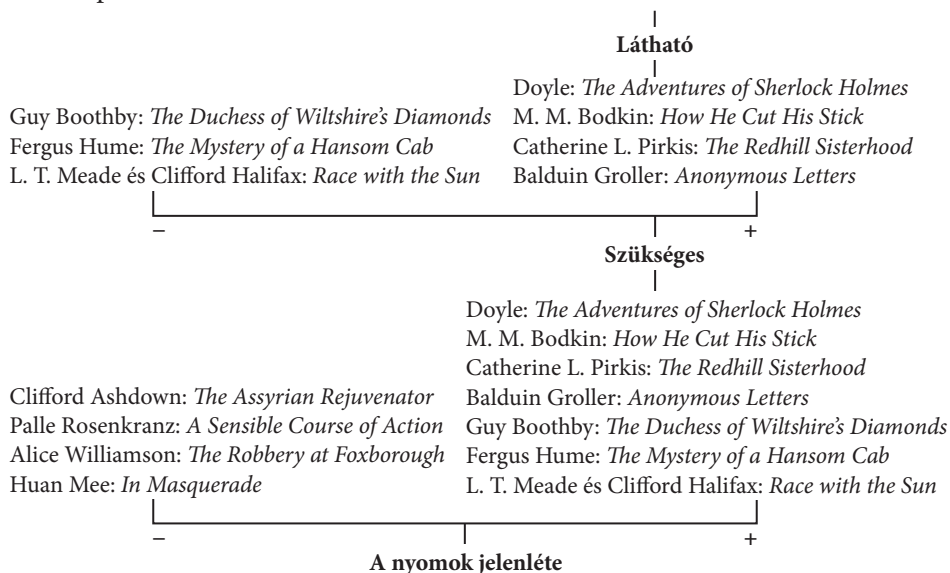 Látható
Doyle: The Adventures of Sherlock Holmes
Guy Boothby: The Duchess of Wiltshire's Diamonds
M. M. Bodkin: How He Cut His Stick
Fergus Hume: The Mystery of a Hansom Cab
Catherine L. Pirkis: The Redhill Sisterhood
L. T. Meade és Clifford Halifax: Race with the Sun
Balduin Groller: Anonymous Letters
– +
Szükséges
Doyle: The Adventures of Sherlock Holmes
M. M. Bodkin: How He Cut His Stick
Catherine L. Pirkis: The Redhill Sisterhood
Clifford Ashdown: The Assyrian Rejuvenator
Balduin Groller: Anonymous Letters
Palle Rosenkranz: A Sensible Course of Action
Guy Boothby: The Duchess of Wiltshire's Diamonds
Alice Williamson: The Robbery at Foxborough
Fergus Hume: The Mystery of a Hansom Cab
Huan Mee: In Masquerade
L. T. Meade és Clifford Halifax: Race with the Sun
– +
A nyomok jelenléte